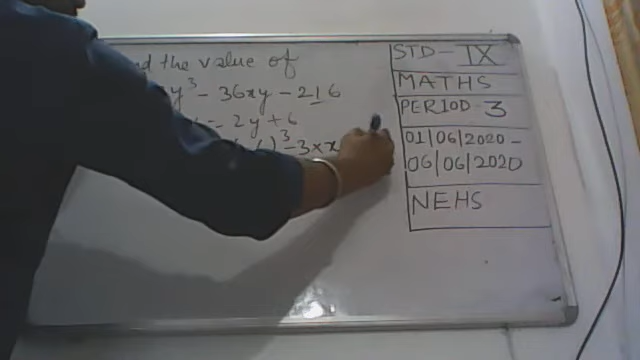 the value of
y³ - 36xy - 216
= 2y + 6
)³ - 3 × x
STD - IX
MATHS
PERIOD - 3
01/06/2020 -
06/06/2020
NEHS